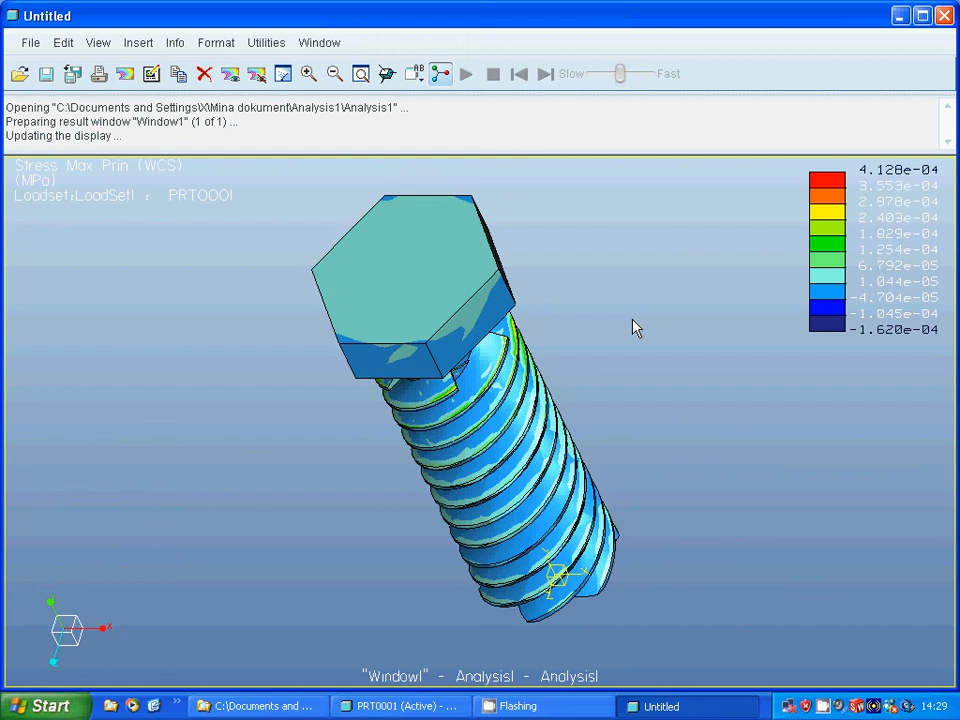 Untitled
File Edit View Insert Info Format Utilities Window
AB
Slow Fast
Opening "C:\Documents and Settings\X\Mina dokument\Analysis1\Analysis1" ...
Preparing result window "Window1" (1 of 1) ...
Updating the display ...
Stress Max Prin (WCS)
(MPa)
Loadset:LoadSet1 : PRT0001
4.128e-04
3.553e-04
2.978e-04
2.403e-04
1.829e-04
1.254e-04
6.792e-05
1.044e-05
-4.704e-05
-1.045e-04
-1.620e-04
X
"Window1" - Analysis1 - Analysis1
Start
C:\Documents and ...
PRT0001 (Active) - ...
Flashing
Untitled
14:29